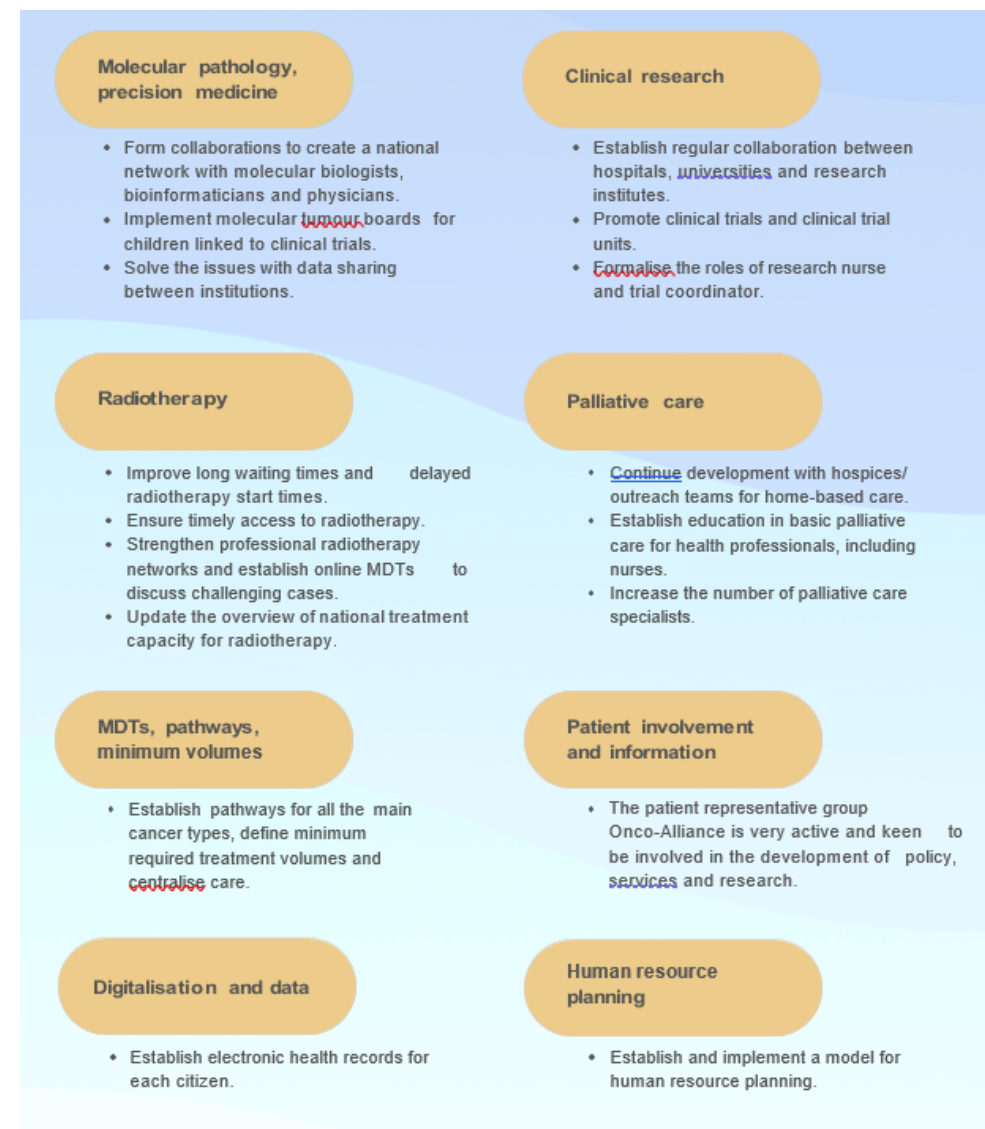 Molecular pathology,
precision medicine
• Form collaborations to create a national
network with molecular biologists,
bioinformaticians and physicians.
• Implement molecular tumour boards for
children linked to clinical trials.
• Solve the issues with data sharing
between institutions.
Clinical research
• Establish regular collaboration between
hospitals, universities and research
institutes.
• Promote clinical trials and clinical trial
units.
• Formalise the roles of research nurse
and trial coordinator.
Radiotherapy
• Improve long waiting times and delayed
radiotherapy start times.
• Ensure timely access to radiotherapy.
• Strengthen professional radiotherapy
networks and establish online MDTs to
discuss challenging cases.
• Update the overview of national treatment
capacity for radiotherapy.
Palliative care
• Continue development with hospices/
outreach teams for home-based care.
• Establish education in basic palliative
care for health professionals, including
nurses.
• Increase the number of palliative care
specialists.
MDTs, pathways,
minimum volumes
• Establish pathways for all the main
cancer types, define minimum
required treatment volumes and
centralise care.
Patient involvement
and information
• The patient representative group
Onco-Alliance is very active and keen to
be involved in the development of policy,
services and research.
Digitalisation and data
• Establish electronic health records for
each citizen.
Human resource
planning
• Establish and implement a model for
human resource planning.